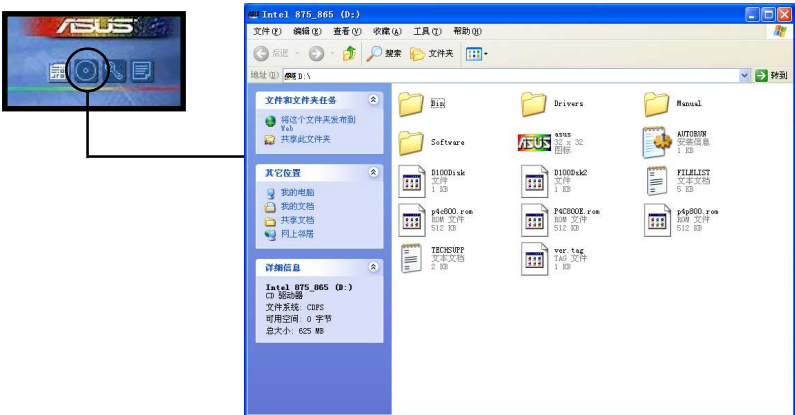 ASUS
Intel 875_865 (D:)
文件(F) 编辑(E) 查看(V) 收藏(A) 工具(T) 帮助(H)
后退 搜索 文件夹
地址(D) D:\ 转到
文件和文件夹任务
将这个文件夹发布到
Web
共享此文件夹
其它位置
我的电脑
我的文档
共享文档
网上邻居
详细信息
Intel 875_865 (D:)
CD 驱动器
文件系统: CDFS
可用空间: 0 字节
总大小: 625 MB
Bin
Drivers
Manual
Software
ASUS
asus
32 x 32
图标
AUTORUN
安装信息
1 KB
D100Disk
文件
1 KB
D100Dsk2
文件
1 KB
FILELIST
文本文档
5 KB
p4c800.rom
ROM 文件
512 KB
P4C800E.rom
ROM 文件
512 KB
p4p800.rom
ROM 文件
512 KB
TECHSUPP
文本文档
2 KB
ver.tag
TAG 文件
1 KB